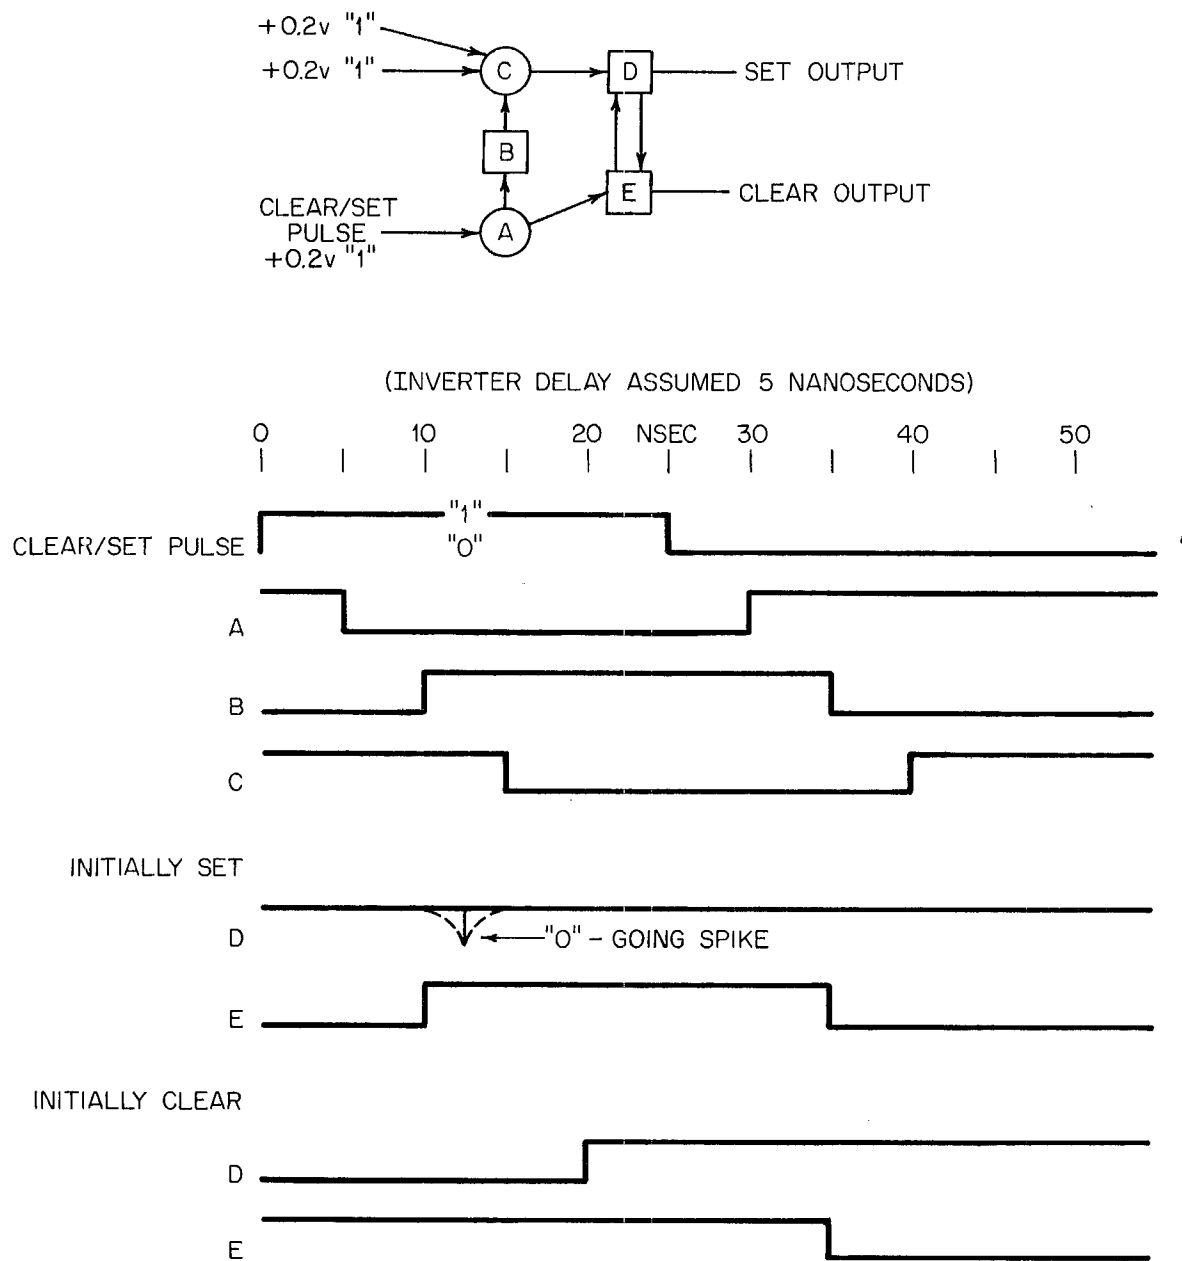 +0.2v "1"
+0.2v "1"
C
D
SET OUTPUT
B
E
CLEAR OUTPUT
CLEAR/SET
PULSE
+0.2v "1"
A
(INVERTER DELAY ASSUMED 5 NANOSECONDS)
0 10 20 NSEC 30 40 50
"1"
CLEAR/SET PULSE "0"
A
B
C
INITIALLY SET
D "0" – GOING SPIKE
E
INITIALLY CLEAR
D
E